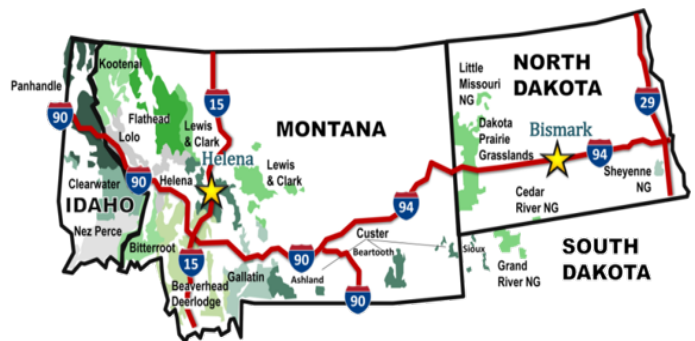 Kootenai
Panhandle
90
Flathead
Lolo
15
Lewis
& Clark
MONTANA
Helena
Helena
Lewis
& Clark
Clearwater
90
IDAHO
Nez Perce
Bitterroot
15
Beaverhead
Deerlodge
Gallatin
90
Ashland
Custer
Beartooth
94
90
Sioux
Little
Missouri
NG
NORTH
DAKOTA
29
Dakota
Prairie
Grasslands
Bismark
94
Sheyenne
NG
Cedar
River NG
Grand
River NG
SOUTH
DAKOTA